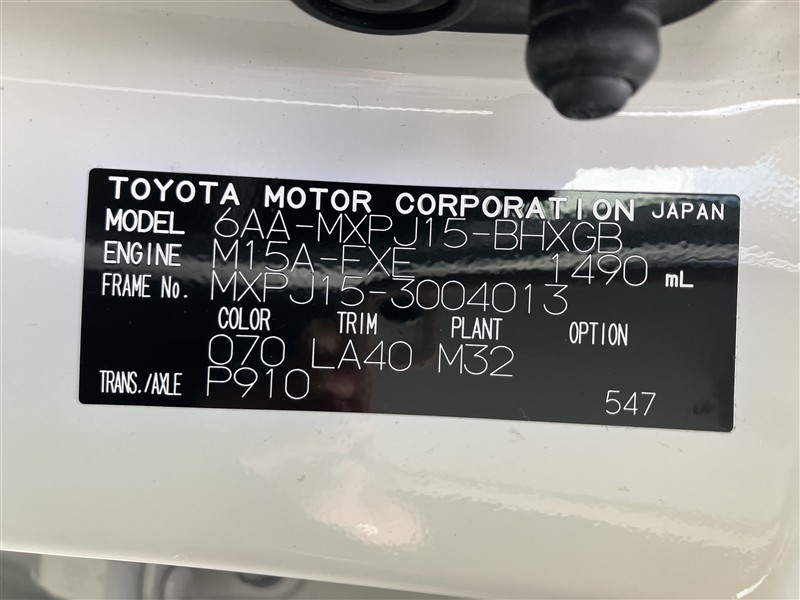 TOYOTA MOTOR CORPORATION JAPAN
MODEL 6AA-MXPJ15-BHXGB
ENGINE M15A-FXE 1490 mL
FRAME No. MXPJ15-3004013
COLOR TRIM PLANT OPTION
070 LA40 M32
TRANS./AXLE P910
547